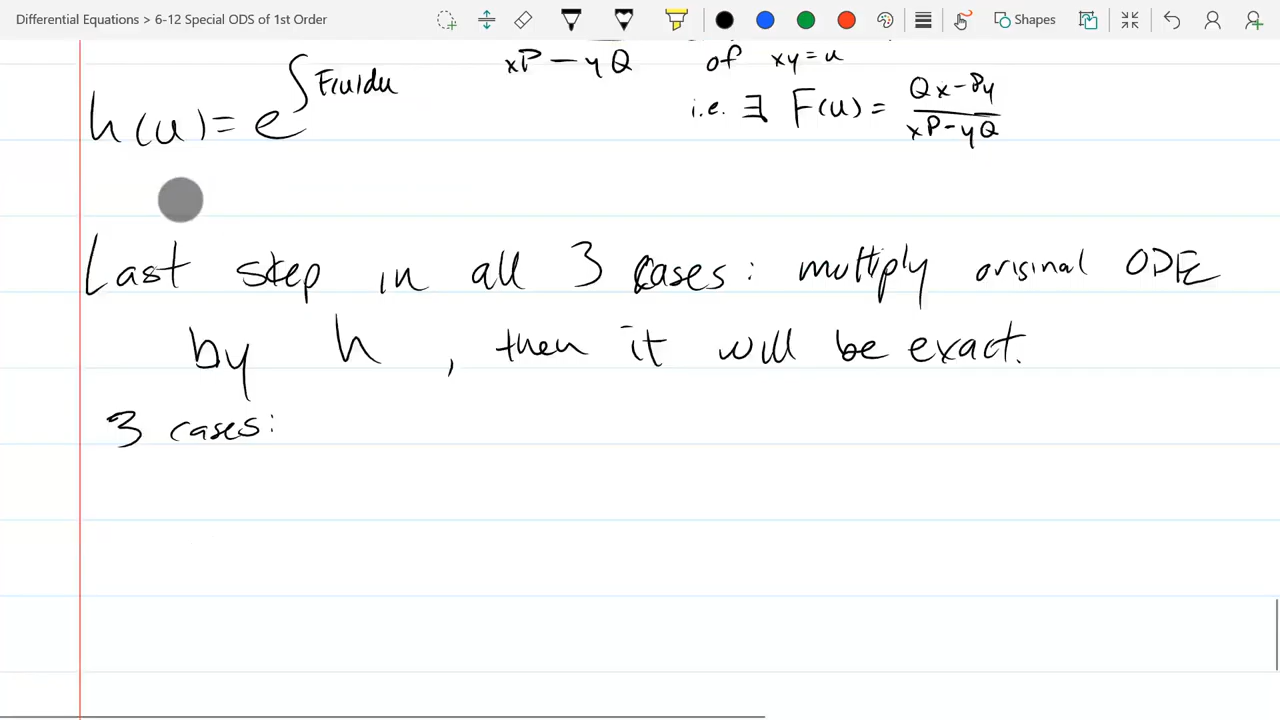 Differential Equations > 6-12 Special ODS of 1st Order
Shapes
xP - yQ of xy = u
h(u) = e^∫F(u)du
i.e. ∃ F(u) = Qx - Py / xP - yQ
Last step in all 3 cases: multiply original ODE
by h, then it will be exact.
3 cases: